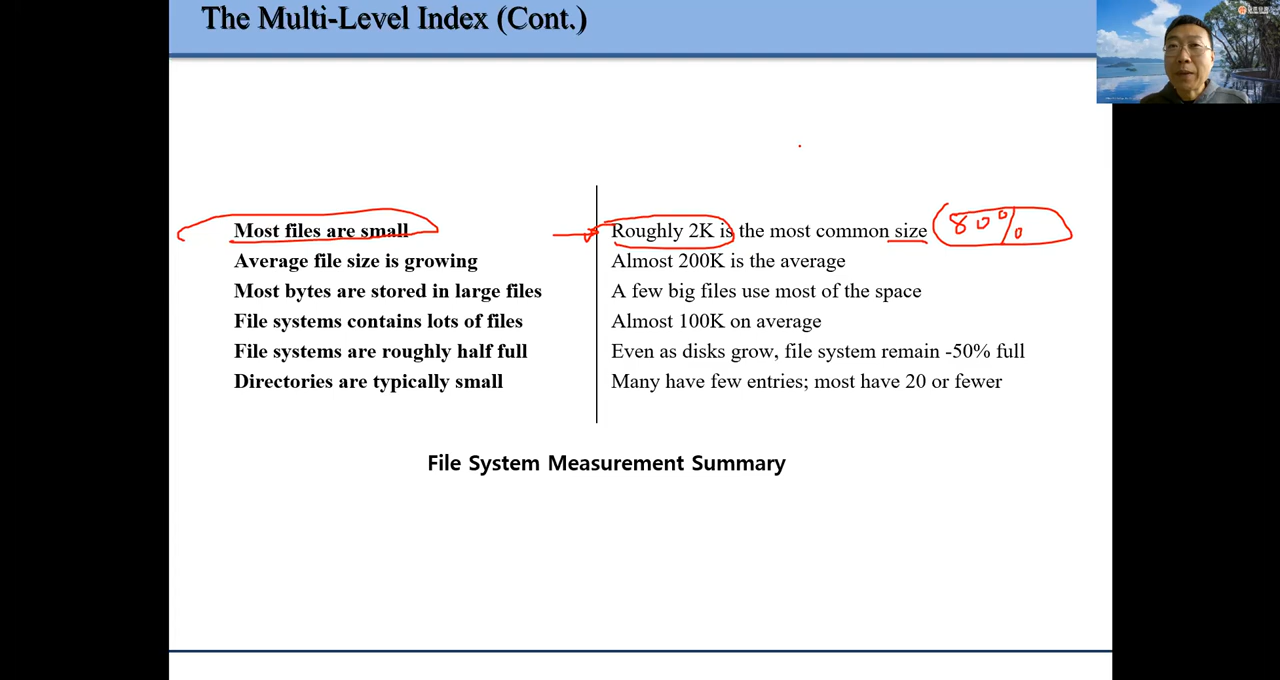 The Multi-Level Index (Cont.)
Most files are small Roughly 2K is the most common size 80%
Average file size is growing Almost 200K is the average
Most bytes are stored in large files A few big files use most of the space
File systems contains lots of files Almost 100K on average
File systems are roughly half full Even as disks grow, file system remain -50% full
Directories are typically small Many have few entries; most have 20 or fewer
File System Measurement Summary